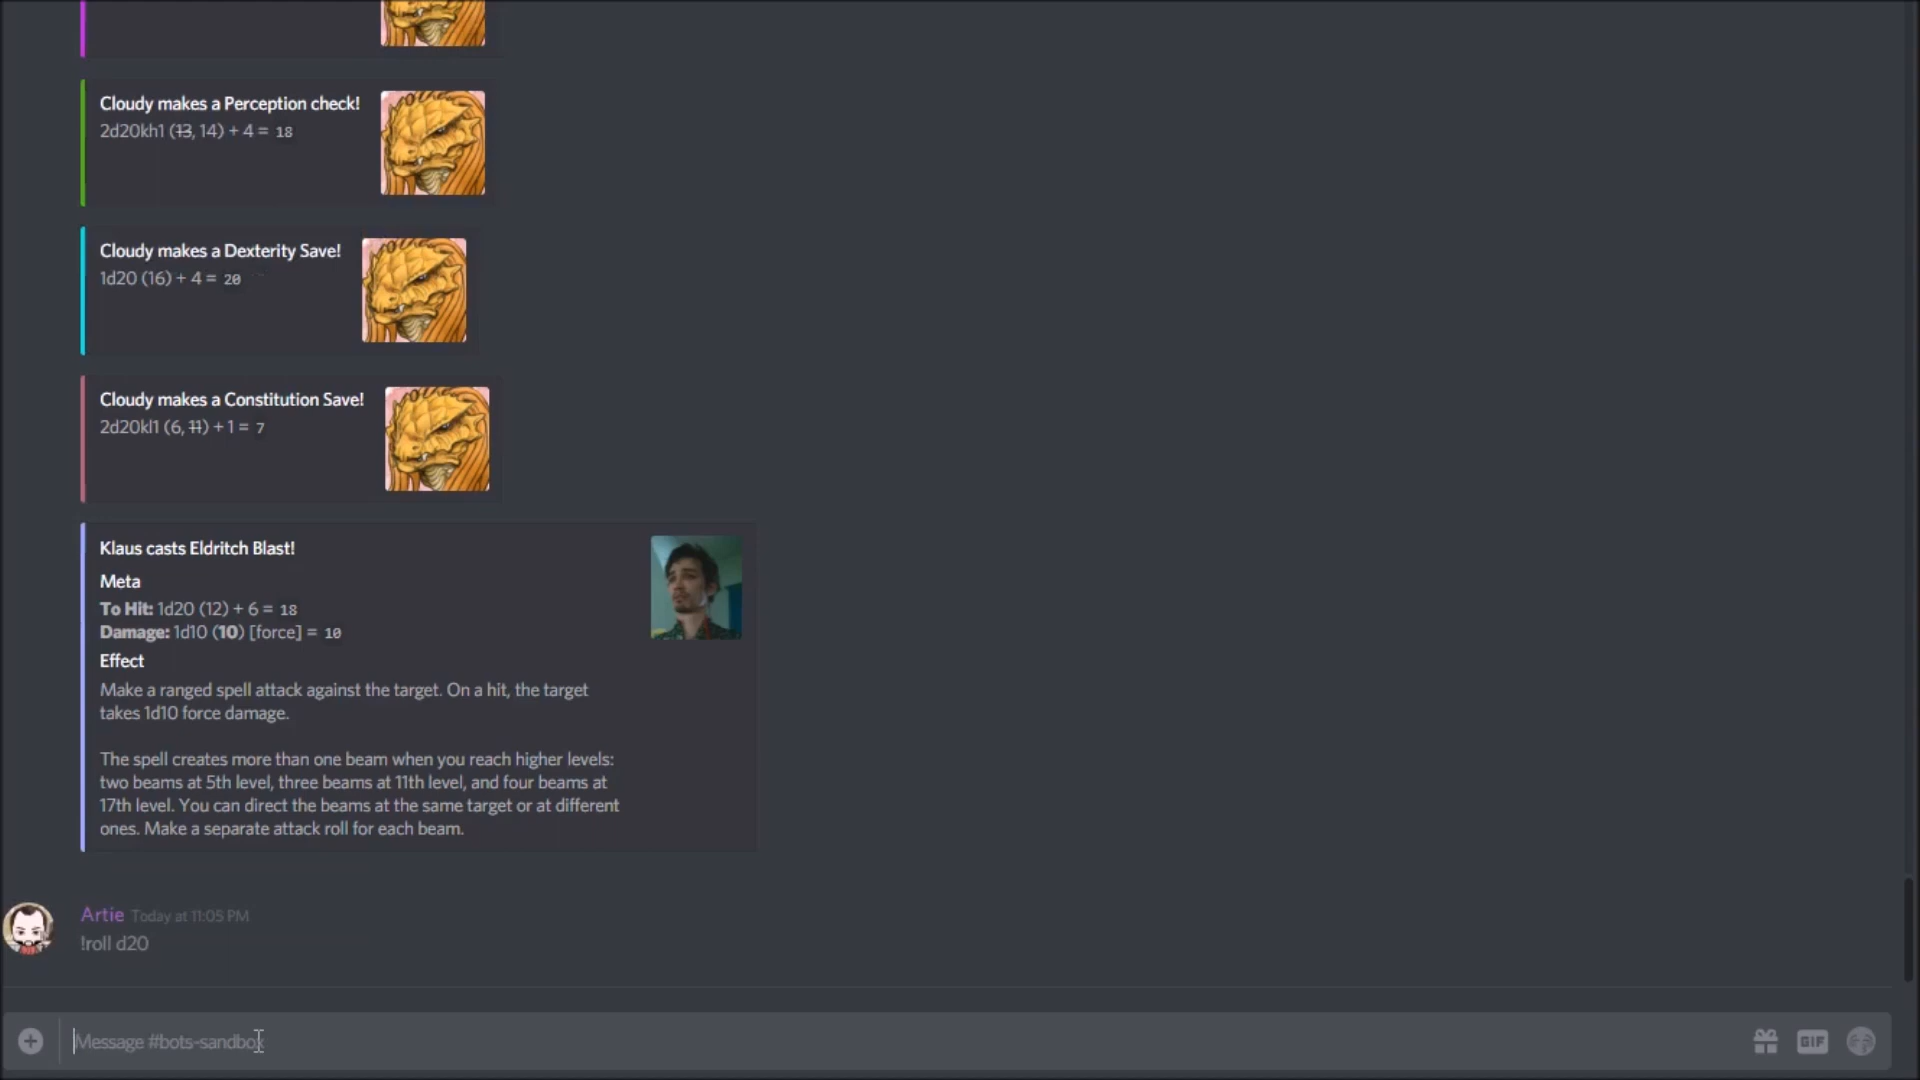 Cloudy makes a Perception check!
2d20kh1 (13, 14) + 4 = 18
Cloudy makes a Dexterity Save!
1d20 (16) + 4 = 20
Cloudy makes a Constitution Save!
2d20kl1 (6, 11) + 1 = 7
Klaus casts Eldritch Blast!
Meta
To Hit: 1d20 (12) + 6 = 18
Damage: 1d10 (10) [force] = 10
Effect
Make a ranged spell attack against the target. On a hit, the target
takes 1d10 force damage.
The spell creates more than one beam when you reach higher levels:
two beams at 5th level, three beams at 11th level, and four beams at
17th level. You can direct the beams at the same target or at different
ones. Make a separate attack roll for each beam.
Artie Today at 11:05 PM
!roll d20
Message #bots-sandbox
GIF